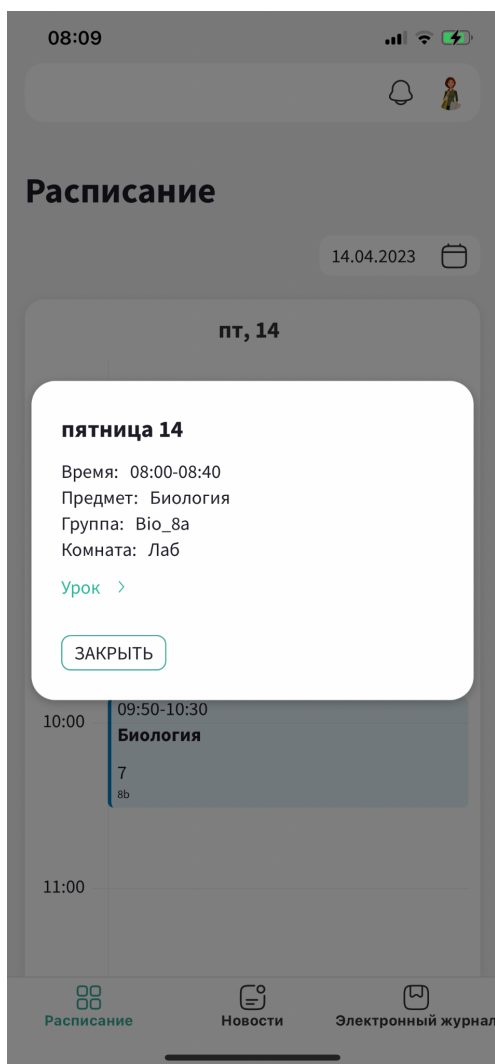 08:09
Расписание
14.04.2023
пт, 14
пятница 14
Время: 08:00-08:40
Предмет: Биология
Группа: Bio_8a
Комната: Лаб
Урок
ЗАКРЫТЬ
09:50-10:30
10:00
Биология
7
8b
11:00
Расписание
Новости
Электронный журнал